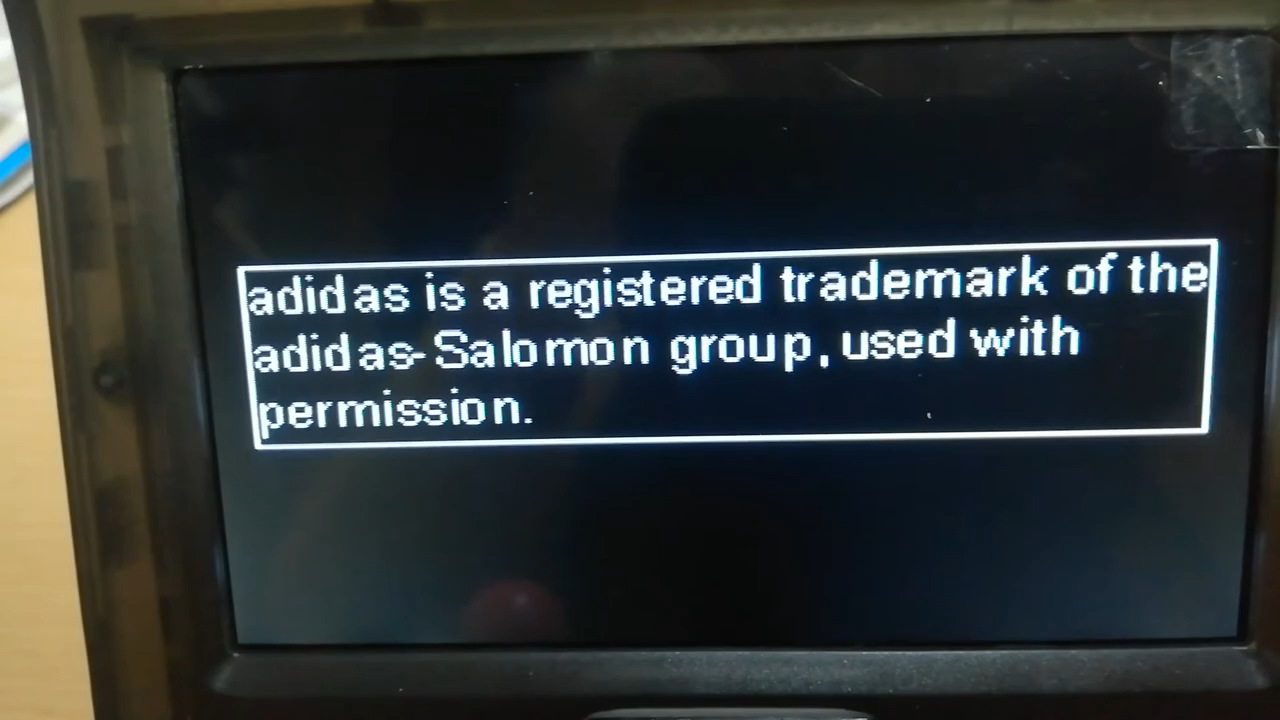 adidas is a registered trademark of the
adidas-Salomon group, used with
permission.